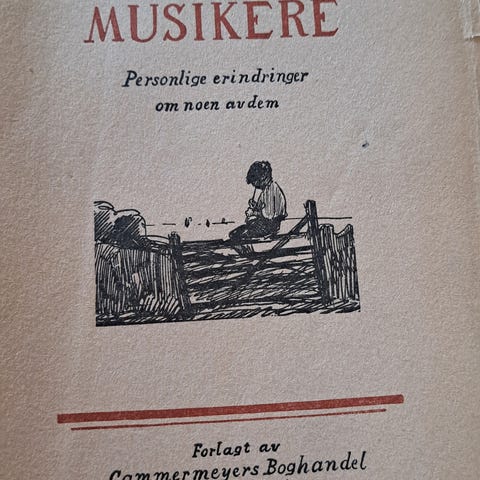 MUSIKERE
Personlige erindringer
om noen av dem
Forlagt av
Cammermeyers Boghandel